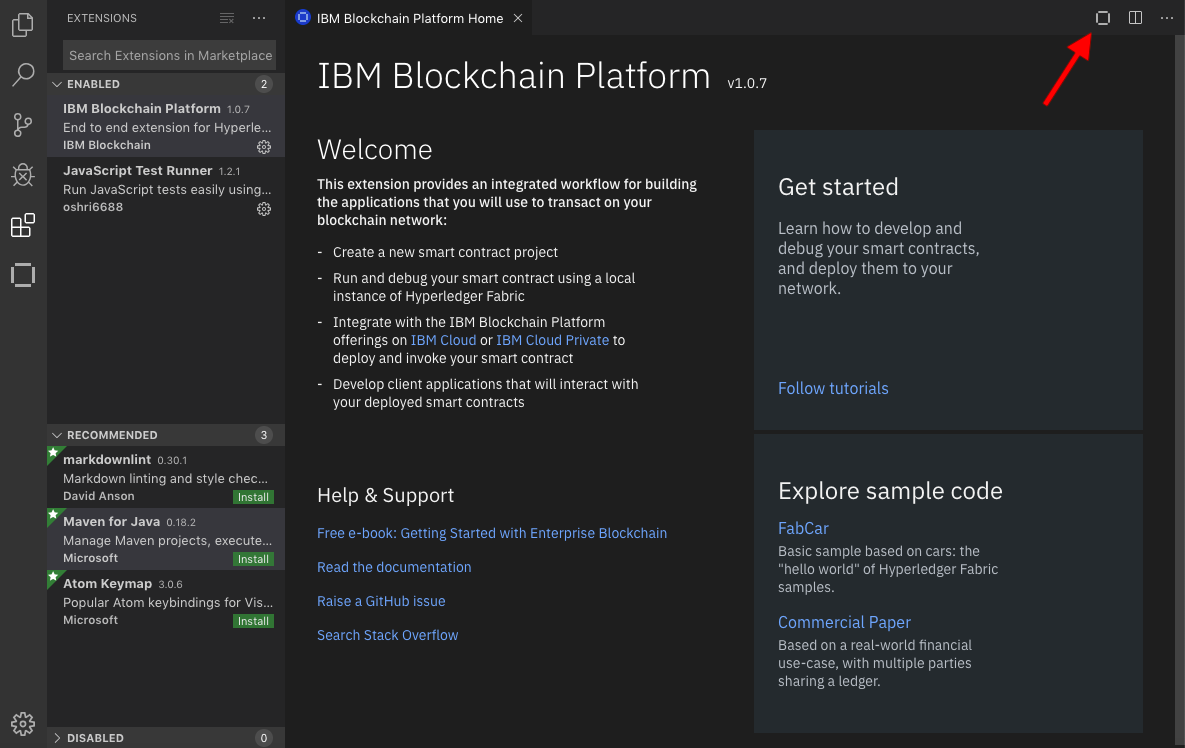 EXTENSIONS
Search Extensions in Marketplace
ENABLED 2
IBM Blockchain Platform 1.0.7
End to end extension for Hyperle...
IBM Blockchain
JavaScript Test Runner 1.2.1
Run JavaScript tests easily using...
oshri6688
RECOMMENDED 3
markdownlint 0.30.1
Markdown linting and style chec...
David Anson Install
Maven for Java 0.18.2
Manage Maven projects, execute...
Microsoft Install
Atom Keymap 3.0.6
Popular Atom keybindings for Vis...
Microsoft Install
DISABLED 0
IBM Blockchain Platform Home
IBM Blockchain Platform v1.0.7
Welcome
This extension provides an integrated workflow for building
the applications that you will use to transact on your
blockchain network:
- Create a new smart contract project
- Run and debug your smart contract using a local
instance of Hyperledger Fabric
- Integrate with the IBM Blockchain Platform
offerings on IBM Cloud or IBM Cloud Private to
deploy and invoke your smart contract
- Develop client applications that will interact with
your deployed smart contracts
Help & Support
Free e-book: Getting Started with Enterprise Blockchain
Read the documentation
Raise a GitHub issue
Search Stack Overflow
Get started
Learn how to develop and
debug your smart contracts,
and deploy them to your
network.
Follow tutorials
Explore sample code
FabCar
Basic sample based on cars: the
"hello world" of Hyperledger Fabric
samples.
Commercial Paper
Based on a real-world financial
use-case, with multiple parties
sharing a ledger.